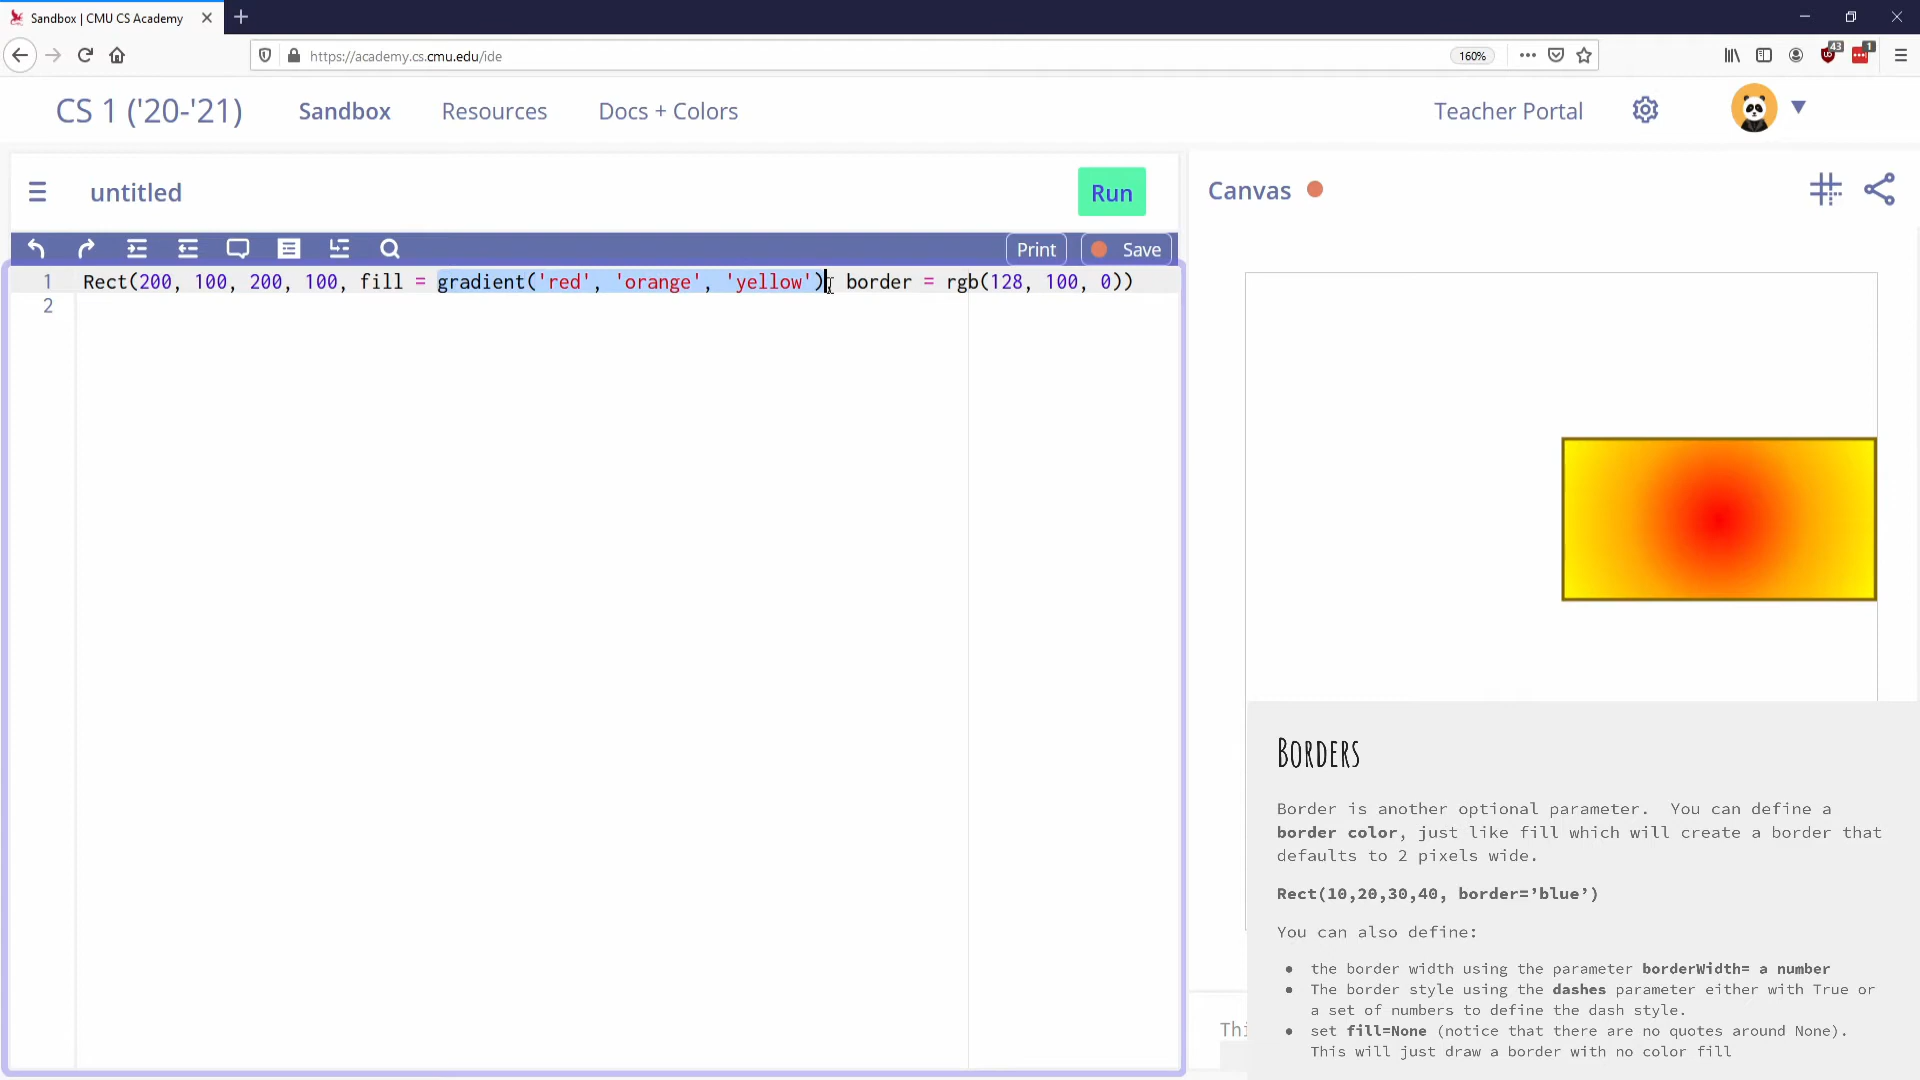 Sandbox | CMU CS Academy
https://academy.cs.cmu.edu/ide
160%
43
1
CS 1 ('20-'21)
Sandbox
Resources
Docs + Colors
Teacher Portal
untitled
Run
Canvas
Print
Save
1 Rect(200, 100, 200, 100, fill = gradient('red', 'orange', 'yellow'), border = rgb(128, 100, 0))
2
BORDERS
Border is another optional parameter. You can define a
border color, just like fill which will create a border that
defaults to 2 pixels wide.
Rect(10,20,30,40, border=’blue’)
You can also define:
● the border width using the parameter borderWidth= a number
● The border style using the dashes parameter either with True or
a set of numbers to define the dash style.
● set fill=None (notice that there are no quotes around None).
This will just draw a border with no color fill